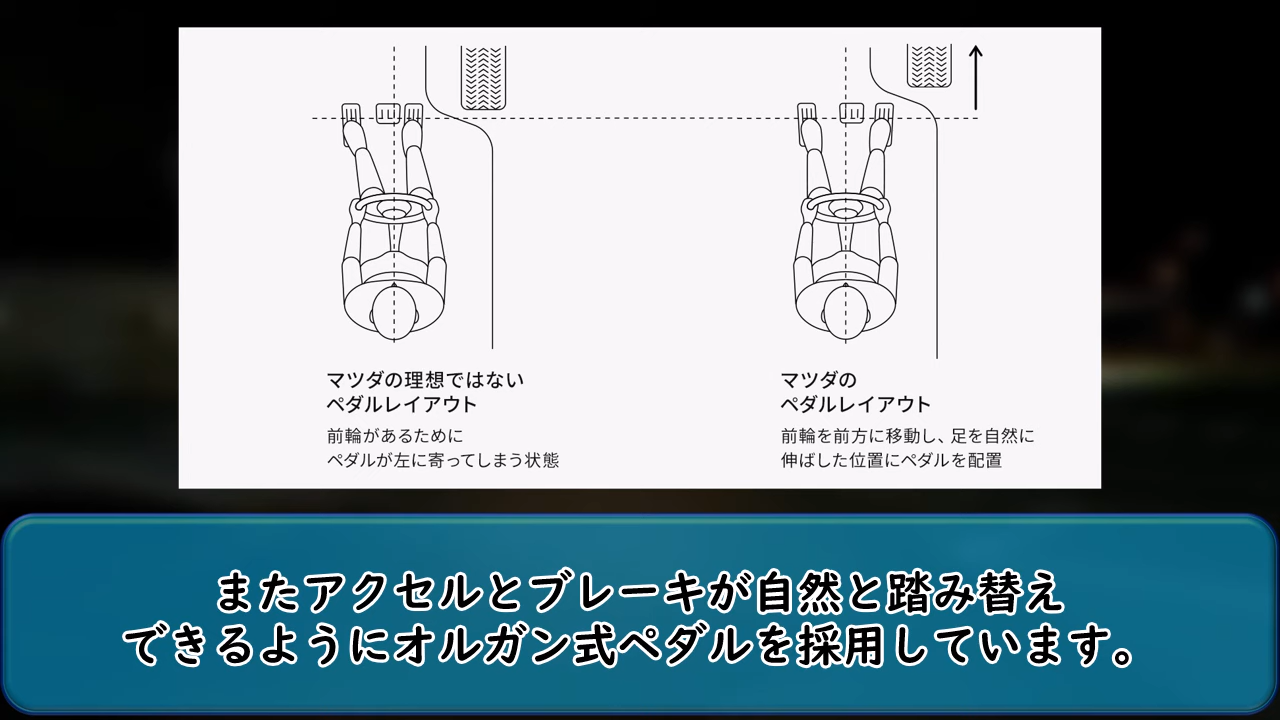 マツダの理想ではない
ペダルレイアウト
前輪があるために
ペダルが左に寄ってしまう状態
マツダの
ペダルレイアウト
前輪を前方に移動し、足を自然に
伸ばした位置にペダルを配置
またアクセルとブレーキが自然と踏み替え
できるようにオルガン式ペダルを採用しています。